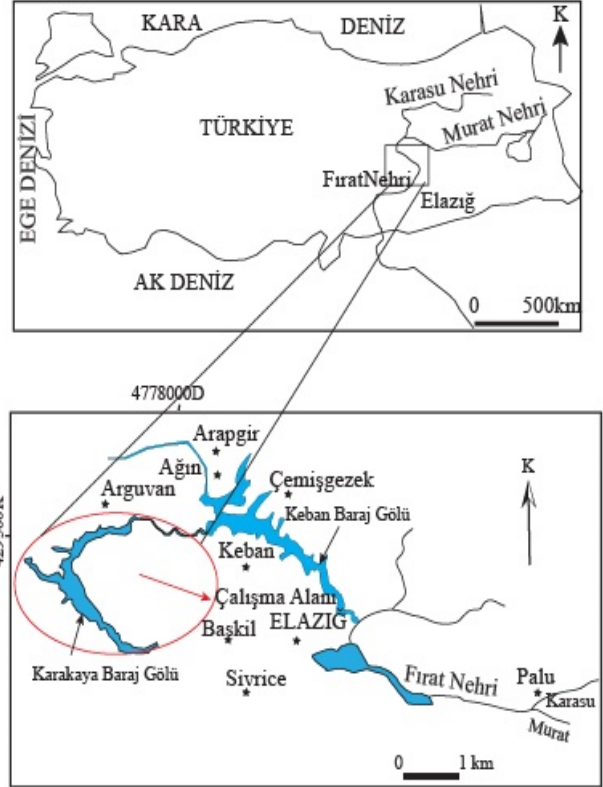 KARA
DENİZ
K
Karasu Nehri
Murat Nehri
TÜRKİYE
EGE DENİZİ
FıratNehri
Elazığ
AK DENİZ
0 500km
4778000D
Arapgir
K
Ağın
Çemişgezek
Arguvan
Keban Baraj Gölü
Keban
Çalışma Alanı
Başkil
ELAZIĞ
Karakaya Baraj Gölü
Sivrice
Fırat Nehri
Palu
Karasu
Murat
0 1 km